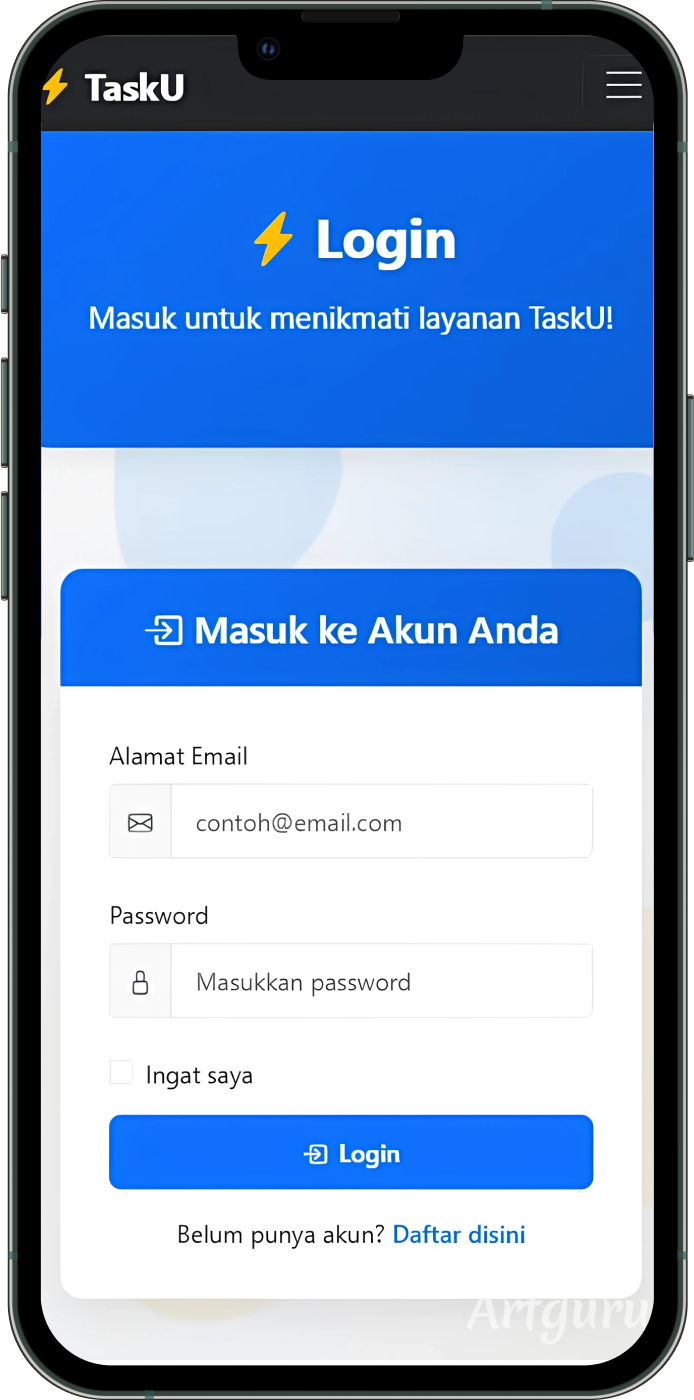 TaskU
Login
Masuk untuk menikmati layanan TaskU!
Masuk ke Akun Anda
Alamat Email
contoh@email.com
Password
Masukkan password
Ingat saya
Login
Belum punya akun? Daftar disini
Artguru